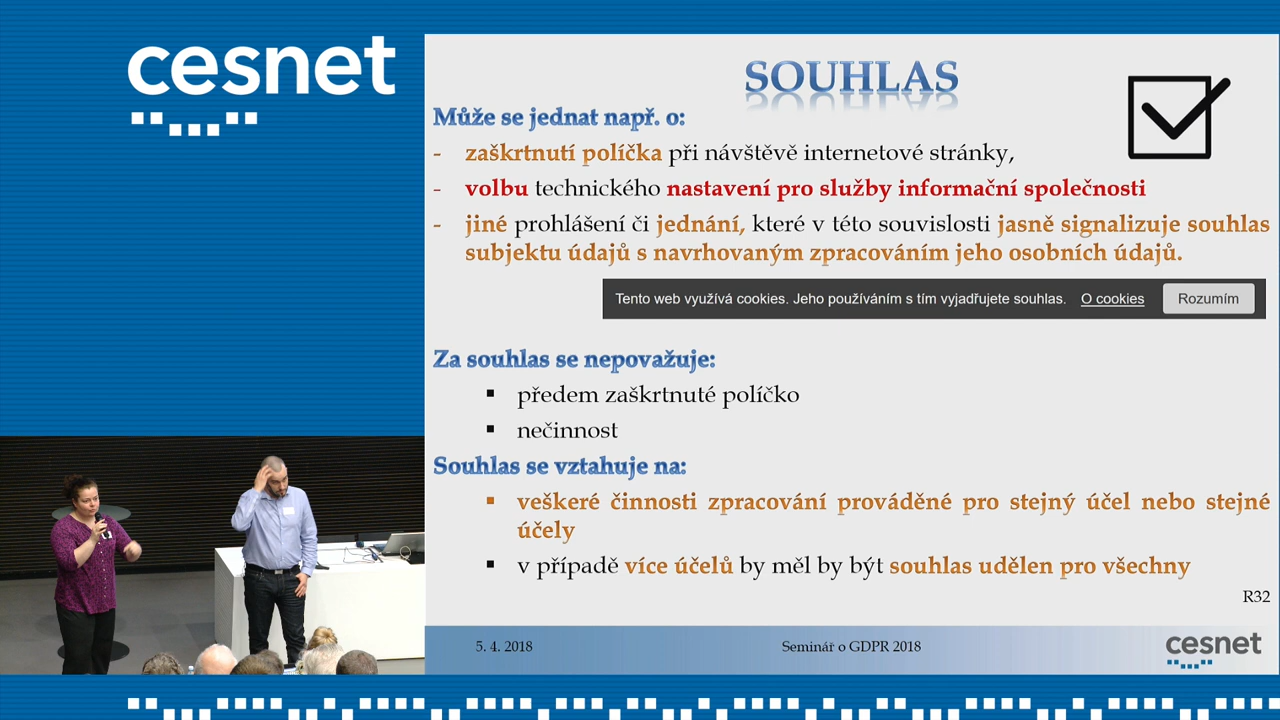 cesnet
SOUHLAS
Může se jednat např. o:
- zaškrtnutí políčka při návštěvě internetové stránky,
- volbu technického nastavení pro služby informační společnosti
- jiné prohlášení či jednání, které v této souvislosti jasně signalizuje souhlas
subjektu údajů s navrhovaným zpracováním jeho osobních údajů.
Tento web využívá cookies. Jeho používáním s tím vyjadřujete souhlas. O cookies Rozumím
Za souhlas se nepovažuje:
▪ předem zaškrtnuté políčko
▪ nečinnost
Souhlas se vztahuje na:
▪ veškeré činnosti zpracování prováděné pro stejný účel nebo stejné
účely
▪ v případě více účelů by měl by být souhlas udělen pro všechny
R32
5. 4. 2018 Seminář o GDPR 2018 cesnet